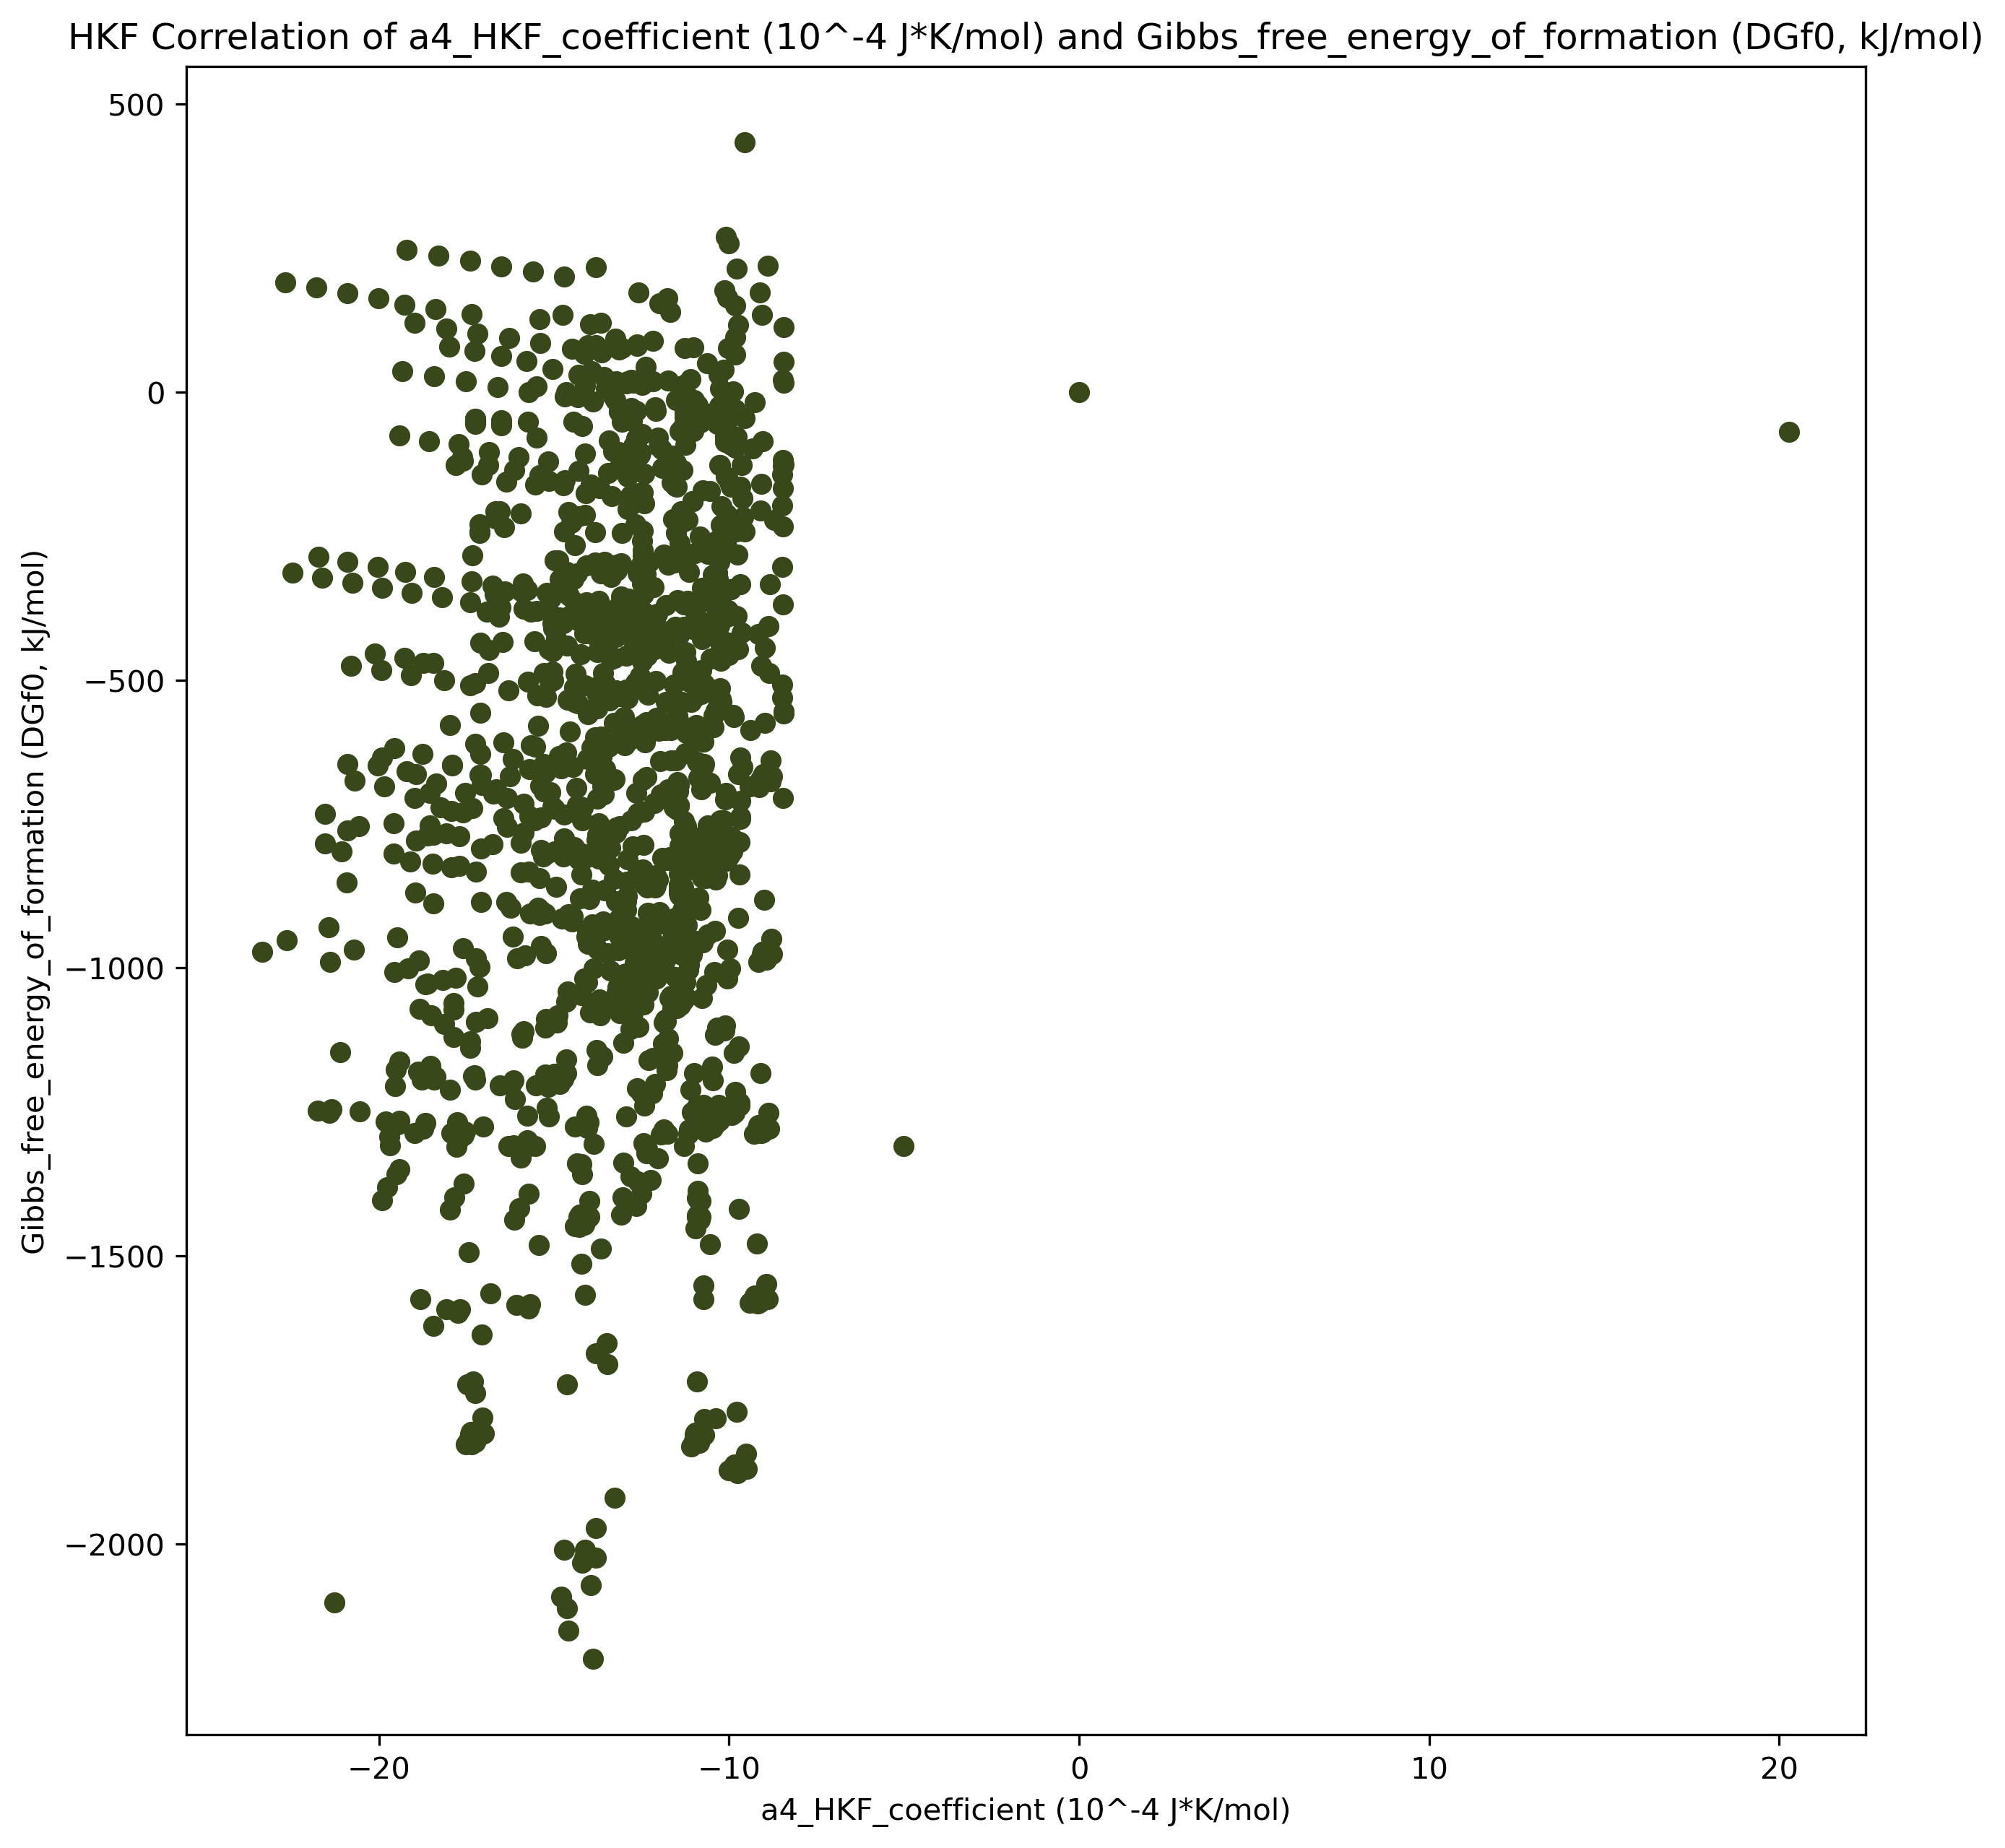 HKF Correlation of a4_HKF_coefficient (10^-4 J*K/mol) and Gibbs_free_energy_of_formation (DGf0, kJ/mol)
Gibbs_free_energy_of_formation (DGf0, kJ/mol)
500
0
−500
−1000
−1500
−2000
−20 −10 0 10 20
a4_HKF_coefficient (10^-4 J*K/mol)